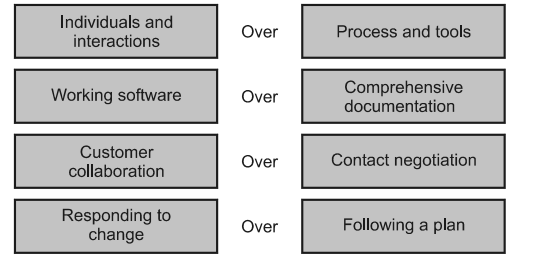 Individuals and
interactions
Over
Process and tools
Working software
Over
Comprehensive
documentation
Customer
collaboration
Over
Contact negotiation
Responding to
change
Over
Following a plan